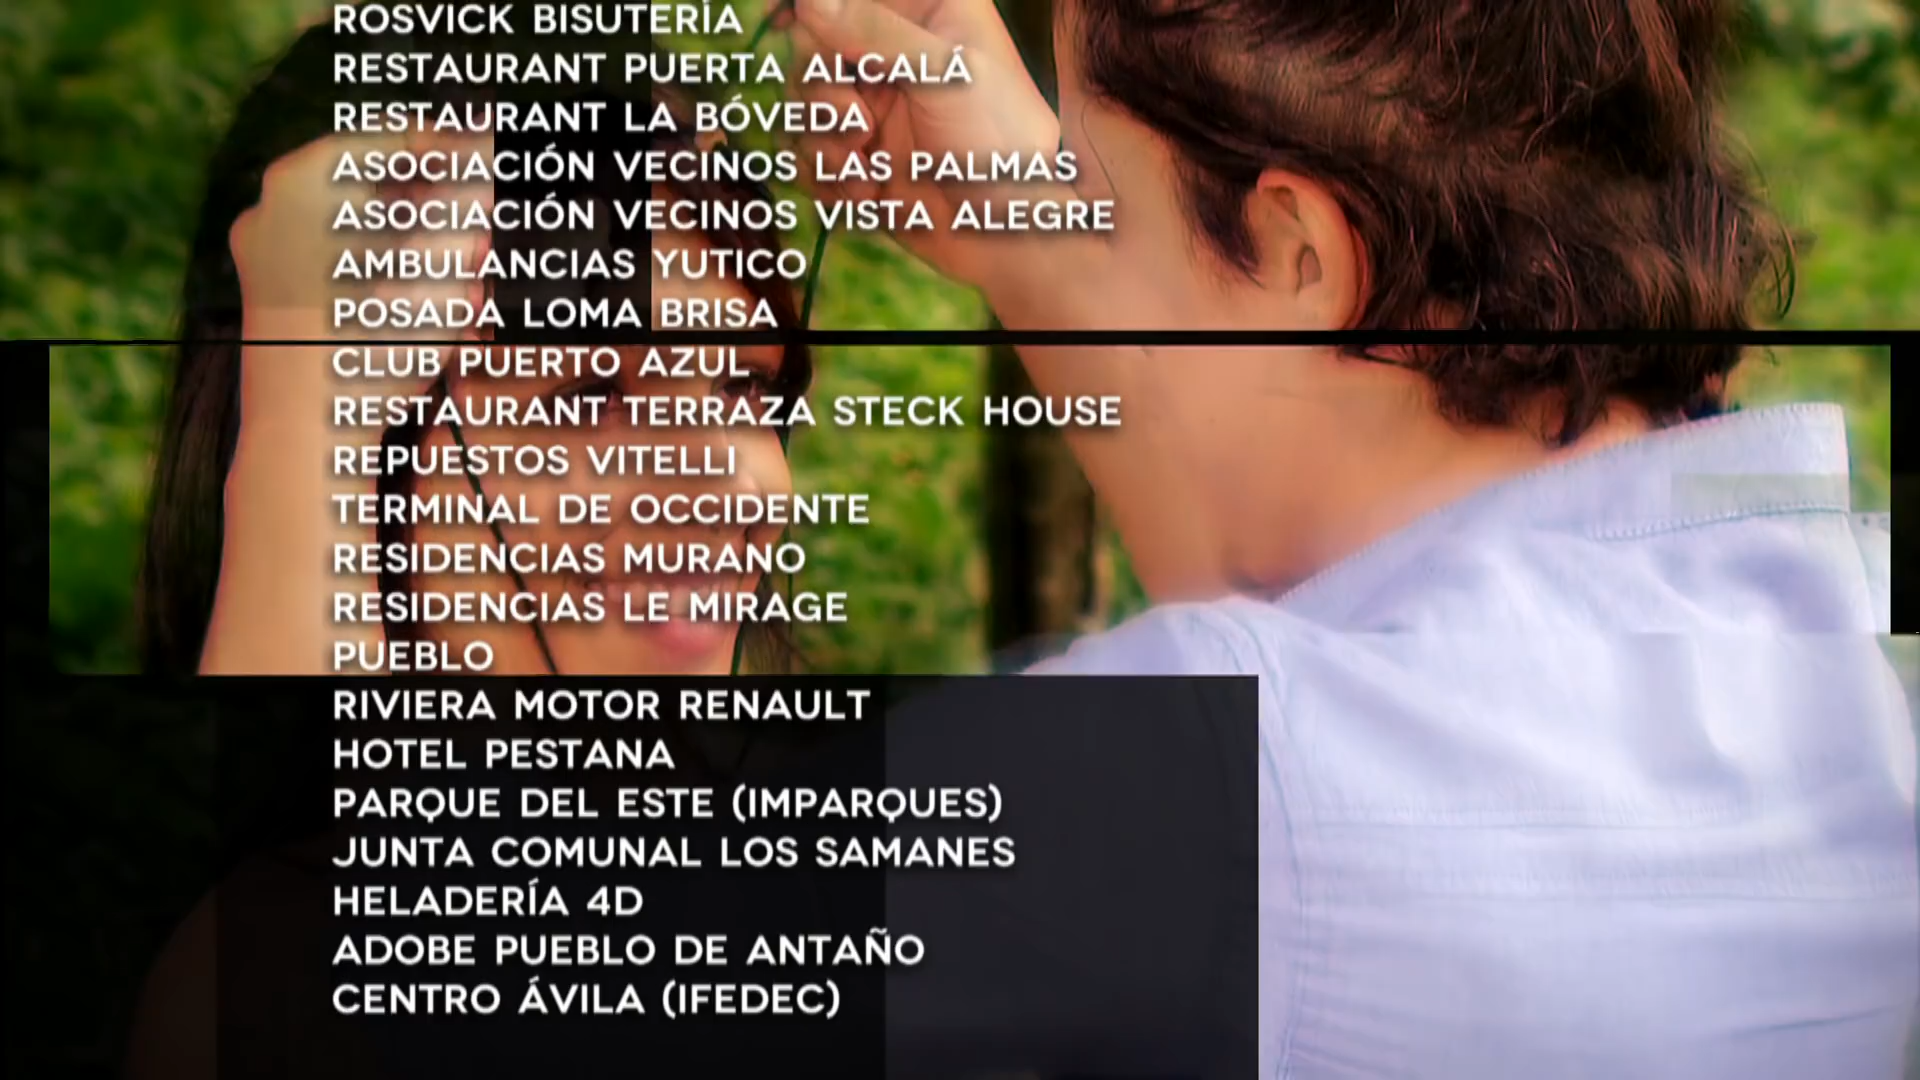 ROSVICK BISUTERÍA
RESTAURANT PUERTA ALCALÁ
RESTAURANT LA BÓVEDA
ASOCIACIÓN VECINOS LAS PALMAS
ASOCIACIÓN VECINOS VISTA ALEGRE
AMBULANCIAS YUTICO
POSADA LOMA BRISA
CLUB PUERTO AZUL
RESTAURANT TERRAZA STECK HOUSE
REPUESTOS VITELLI
TERMINAL DE OCCIDENTE
RESIDENCIAS MURANO
RESIDENCIAS LE MIRAGE
PUEBLO
RIVIERA MOTOR RENAULT
HOTEL PESTANA
PARQUE DEL ESTE (IMPARQUES)
JUNTA COMUNAL LOS SAMANES
HELADERÍA 4D
ADOBE PUEBLO DE ANTAÑO
CENTRO ÁVILA (IFEDEC)